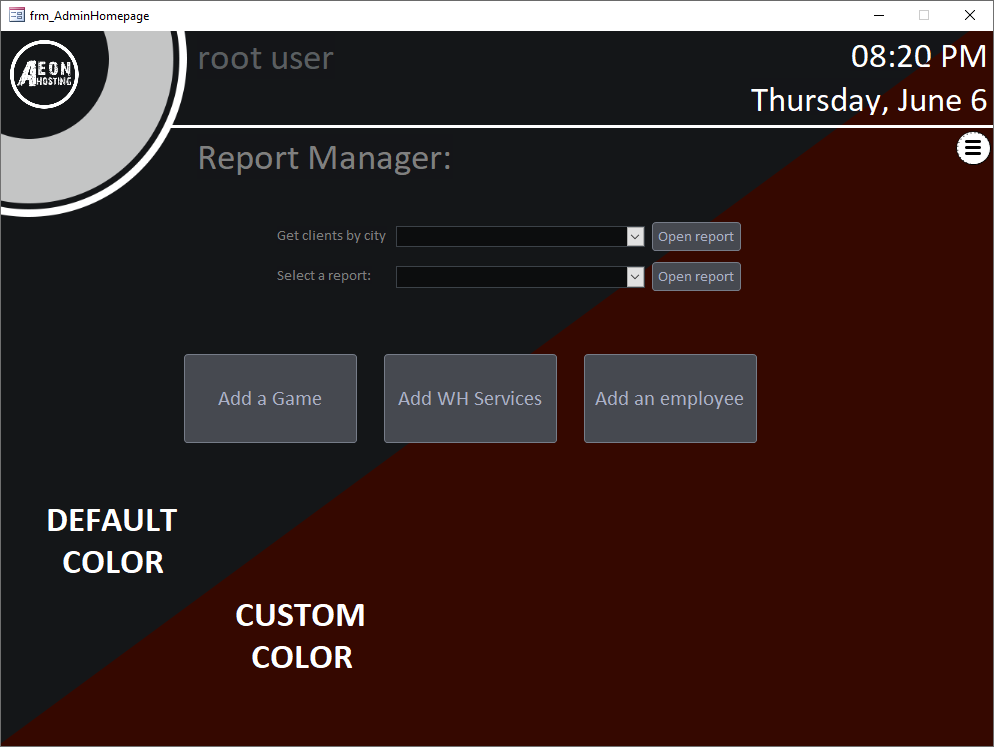 frm_AdminHomepage
AEON
HOSTING
root user
08:20 PM
Thursday, June 6
Report Manager:
Get clients by city
Open report
Select a report:
Open report
Add a Game
Add WH Services
Add an employee
DEFAULT
COLOR
CUSTOM
COLOR